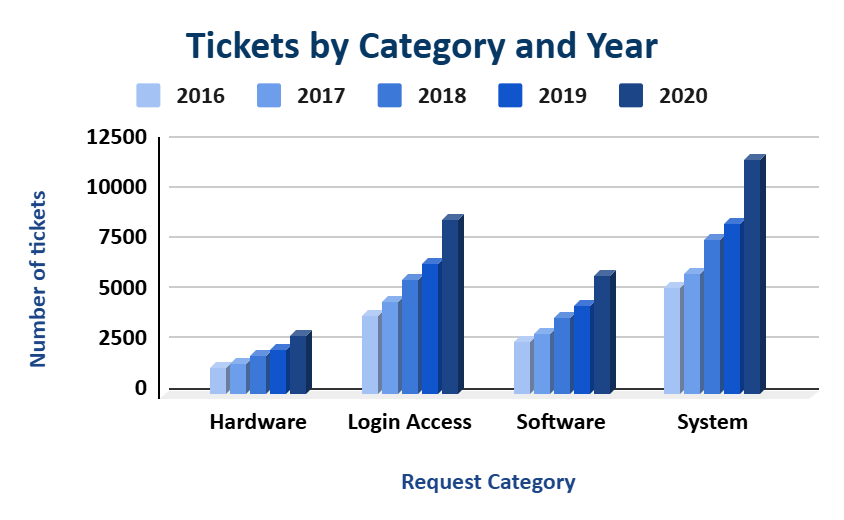 Tickets by Category and Year
2016 2017 2018 2019 2020
12500
10000
7500
5000
2500
0
Number of tickets
Hardware Login Access Software System
Request Category